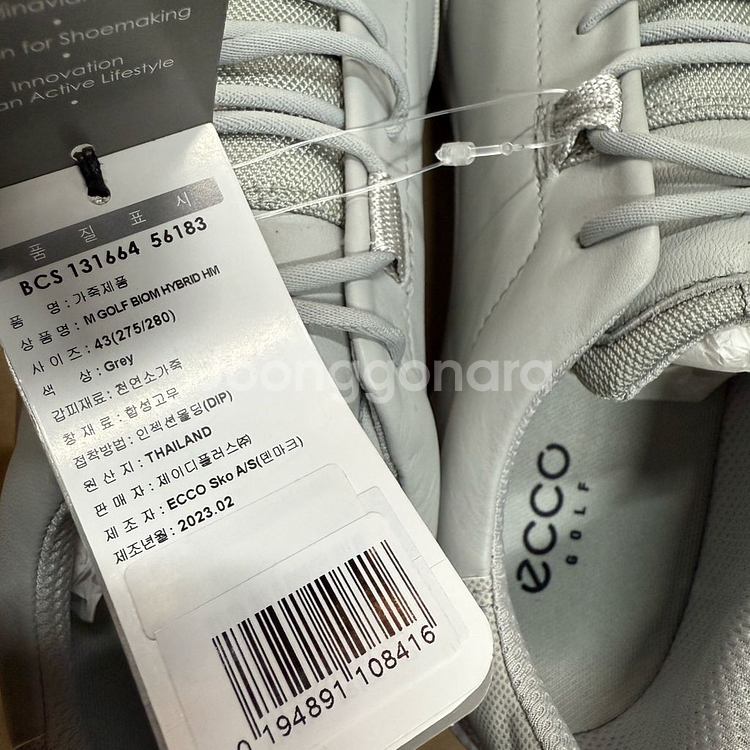 for Shoemaking
Innovation
an Active Lifestyle
품 질 표 시
BCS 131664 56183
품 명 : 가죽제품
상 품 명 : M GOLF BIOM HYBRID HM
사 이 즈 : 43(275/280)
색 상 : Grey
갑피재료 : 천연소가죽
창 재 료 : 합성고무
접착방법 : 인젝션몰딩(DIP)
원 산 지 : THAILAND
판 매 자 : 제이디플러스㈜
제 조 자 : ECCO Sko A/S(덴마크)
제조년월 : 2023.02
0 194891 108416
ecco
GOLF
joonggonara